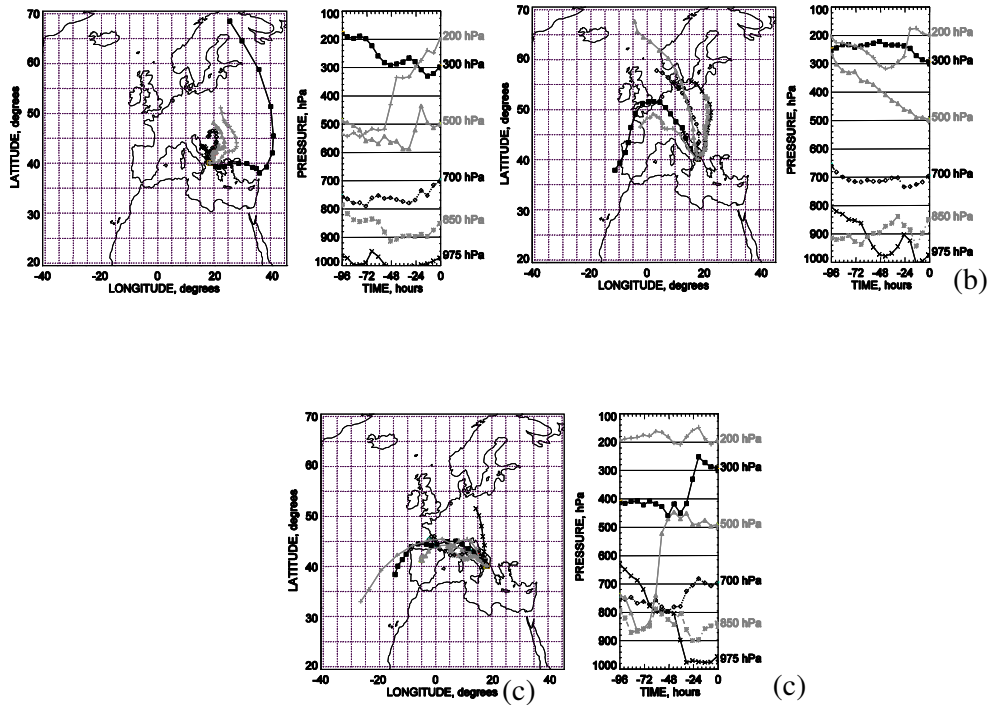 70
60
50
40
30
20
-40
-20
0
20
40
LATITUDE, degrees
LONGITUDE, degrees
100
200
300
400
500
600
700
800
900
1000
-96
-72
-48
-24
0
PRESSURE, hPa
TIME, hours
200 hPa
300 hPa
500 hPa
700 hPa
850 hPa
975 hPa
70
60
50
40
30
20
-40
-20
0
20
40
LATITUDE, degrees
LONGITUDE, degrees
100
200
300
400
500
600
700
800
900
1000
-96
-72
-48
-24
0
PRESSURE, hPa
TIME, hours
200 hPa
300 hPa
500 hPa
700 hPa
850 hPa
975 hPa
(b)
70
60
50
40
30
20
-40
-20
0
20
40
LATITUDE, degrees
LONGITUDE, degrees
(c)
100
200
300
400
500
600
700
800
900
1000
-96
-72
-48
-24
0
PRESSURE, hPa
TIME, hours
200 hPa
300 hPa
500 hPa
700 hPa
850 hPa
975 hPa
(c)